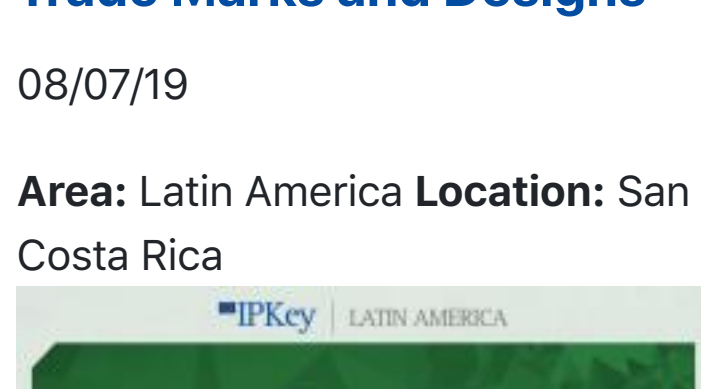 Trade Marks and Designs
08/07/19
Area: Latin America Location: San
Costa Rica
IPKey | LATIN AMERICA